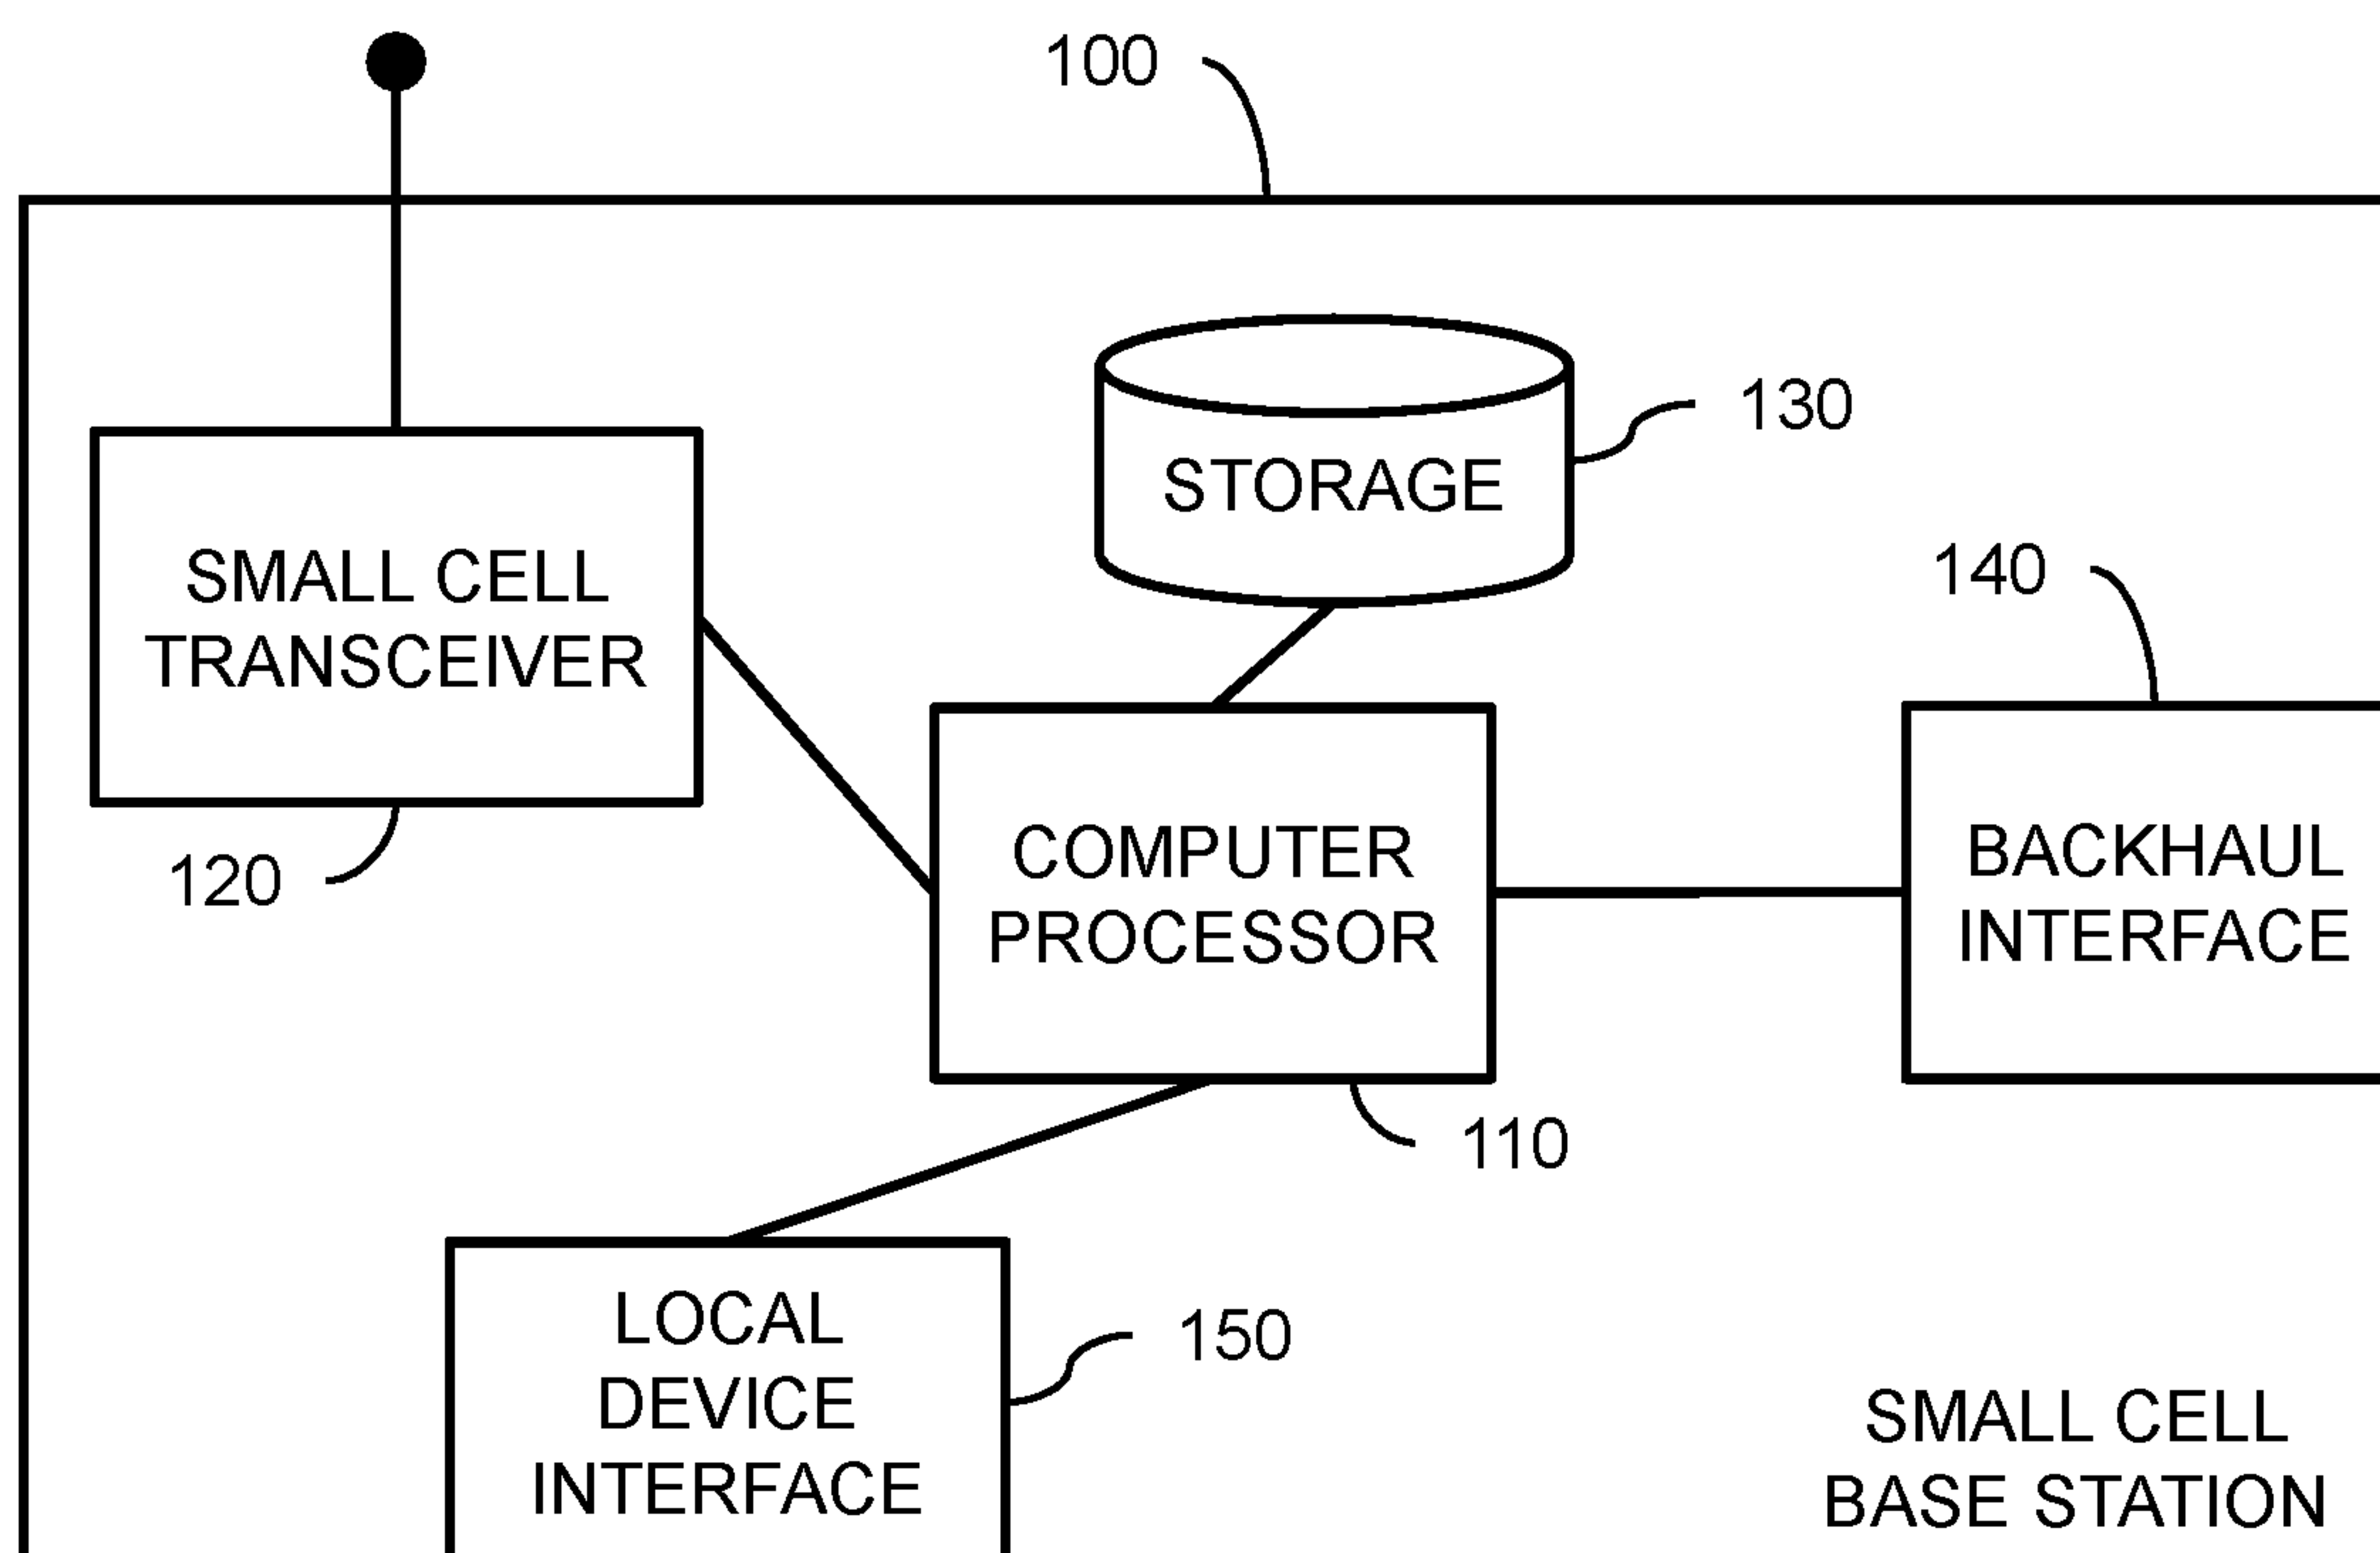 100
130
STORAGE
140
SMALL CELL
TRANSCEIVER
120
COMPUTER
PROCESSOR
BACKHAUL
INTERFACE
110
150
LOCAL
DEVICE
INTERFACE
SMALL CELL
BASE STATION